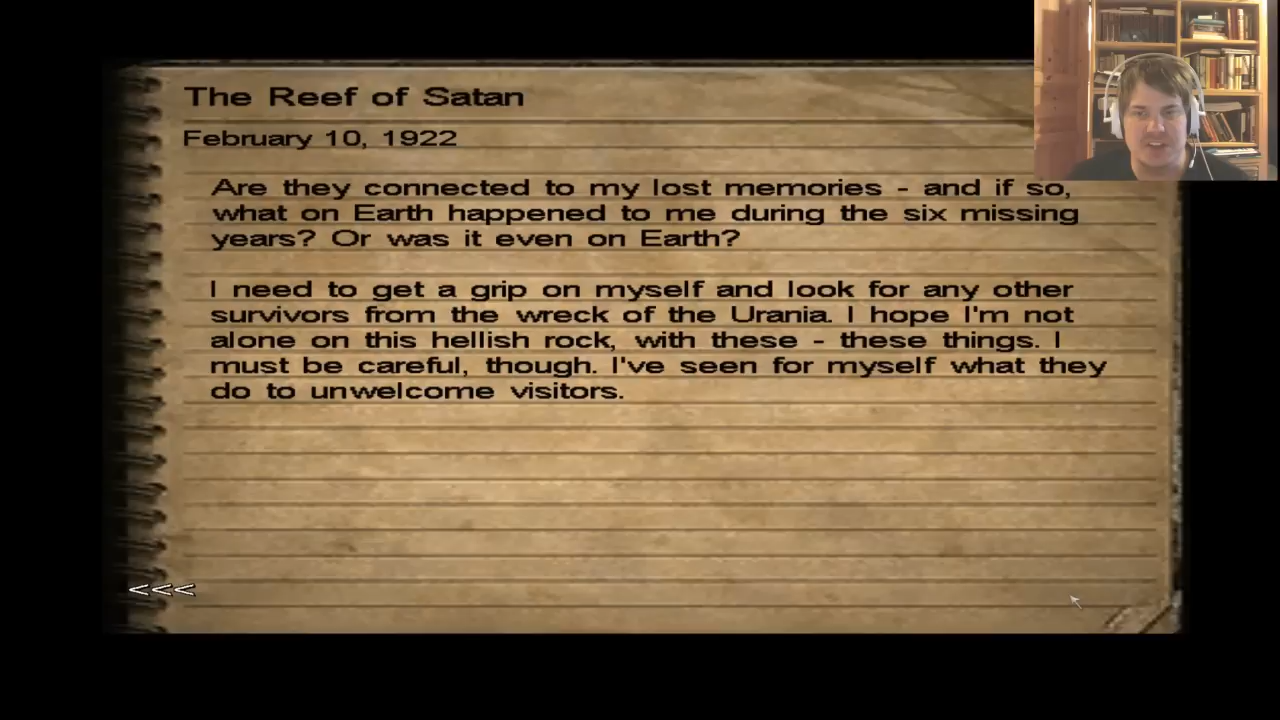 The Reef of Satan
February 10, 1922
Are they connected to my lost memories - and if so,
what on Earth happened to me during the six missing
years? Or was it even on Earth?
I need to get a grip on myself and look for any other
survivors from the wreck of the Urania. I hope I'm not
alone on this hellish rock, with these - these things. I
must be careful, though. I've seen for myself what they
do to unwelcome visitors.
<<<